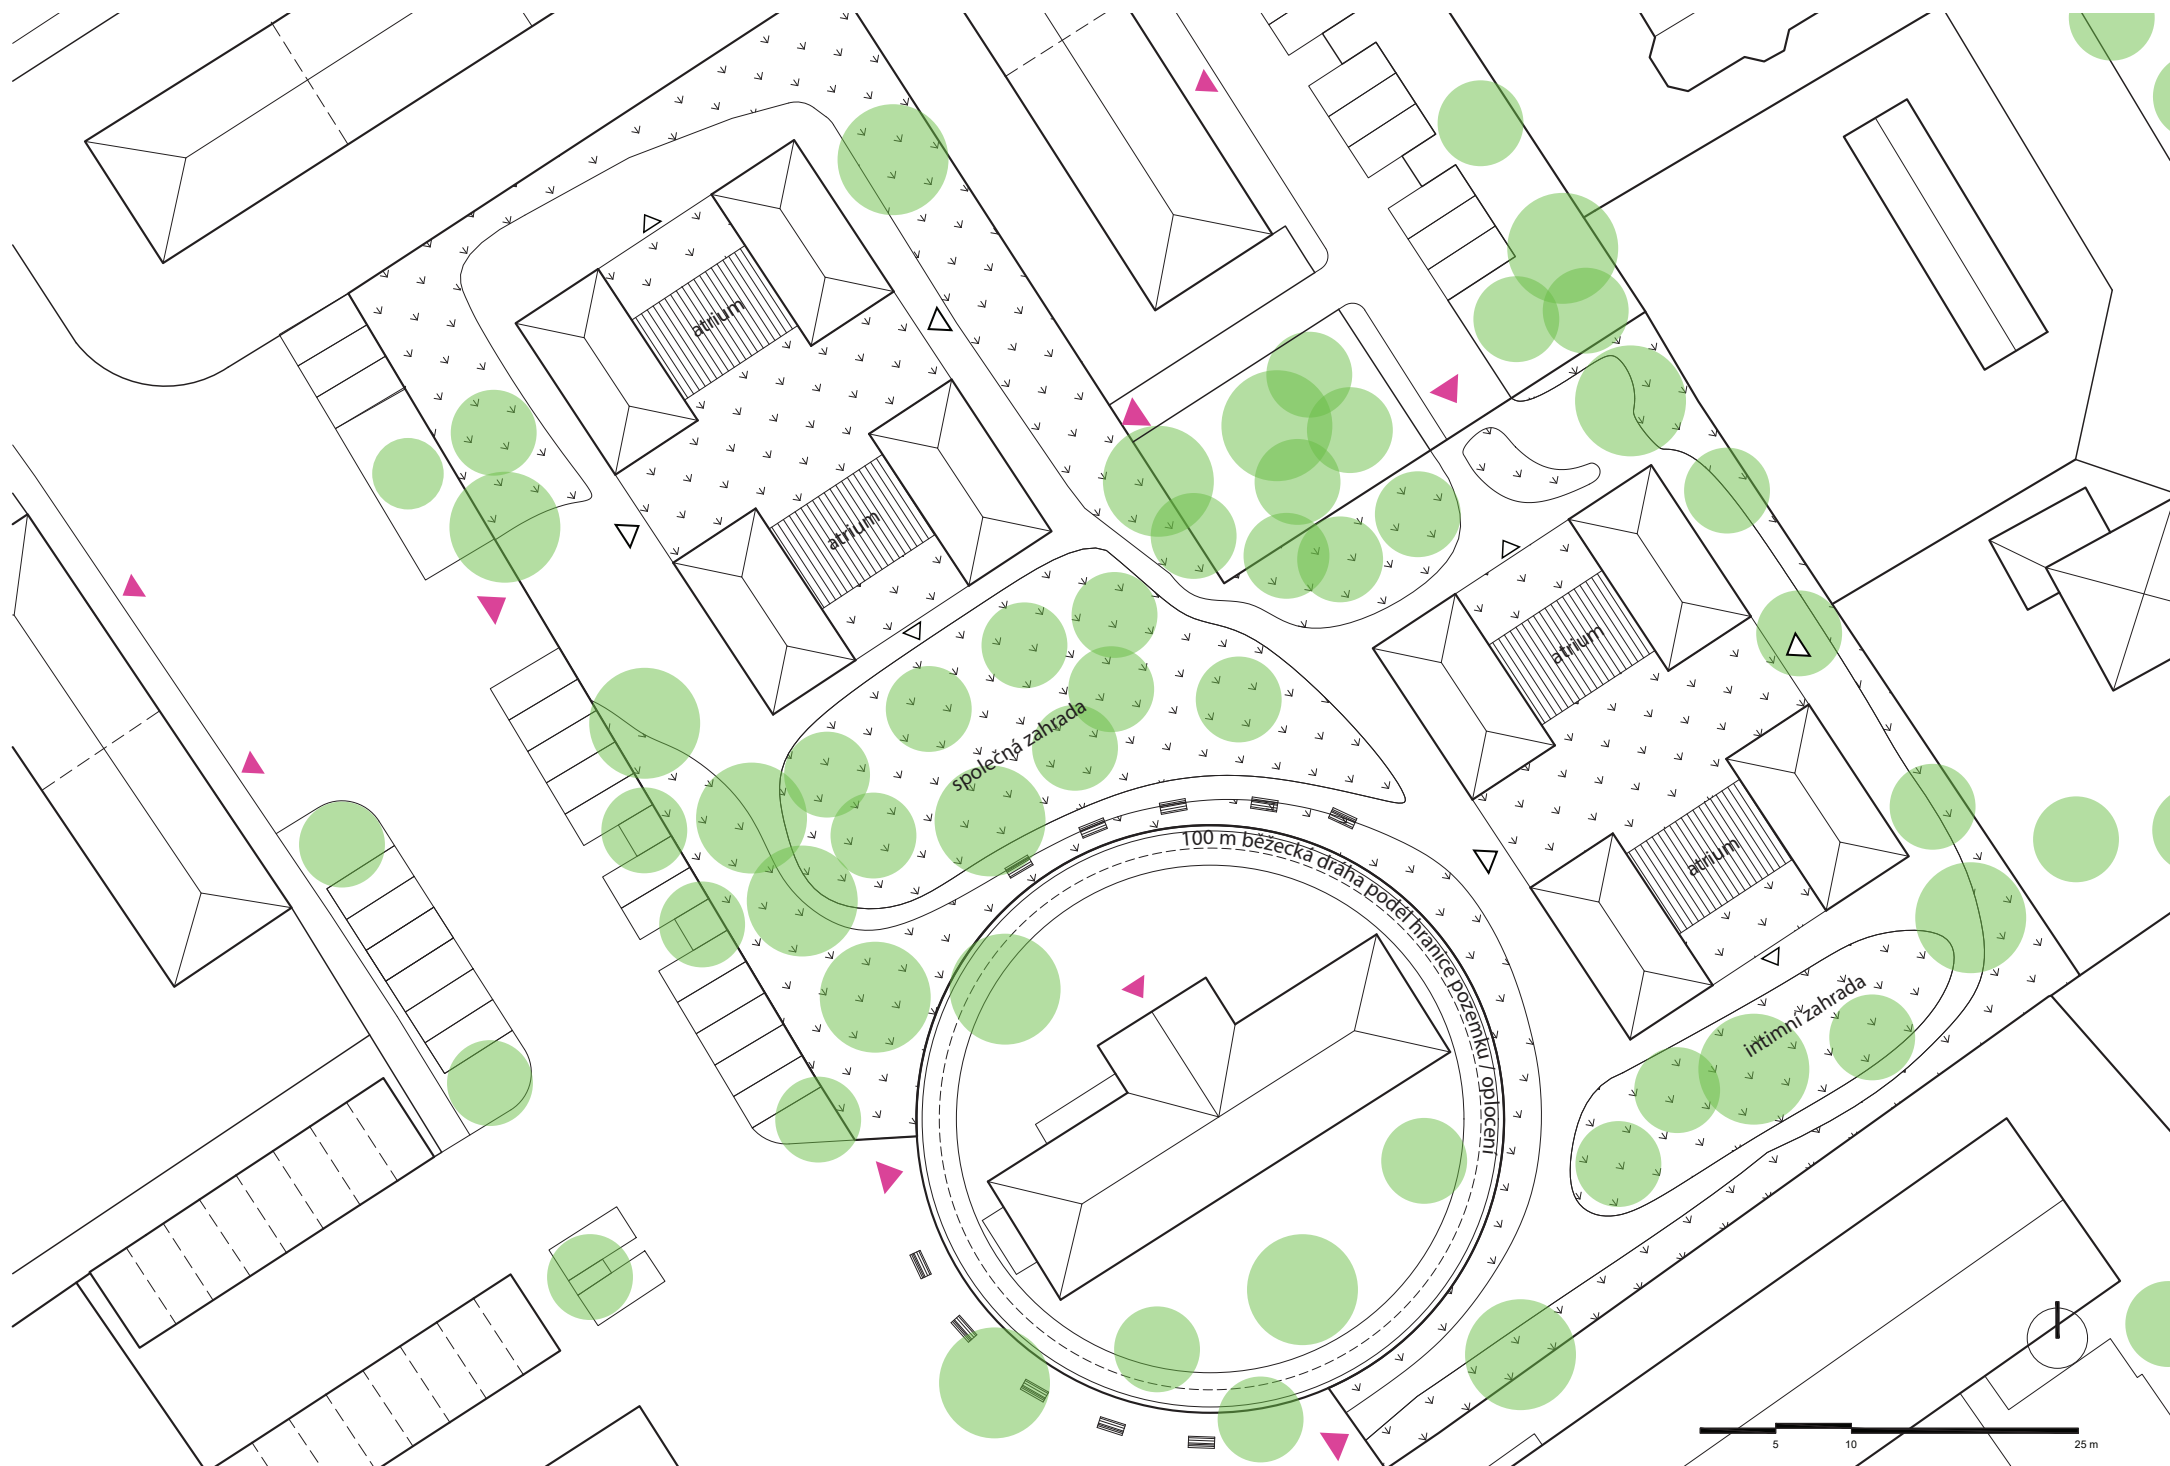 atrium
atrium
atrium
společná zahrada
100 m běžecká dráha podél hranice pozemku / oplocení
atrium
intimní zahrada
5 10 25 m